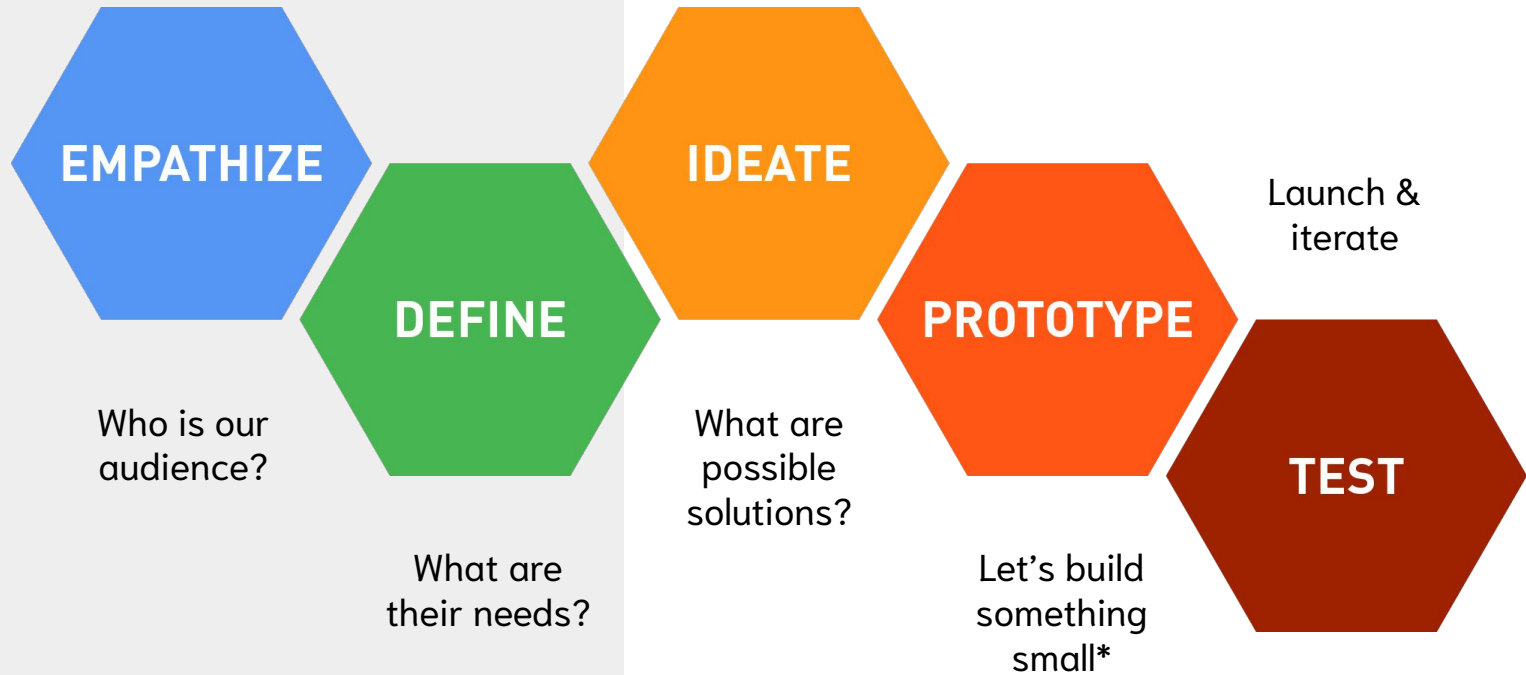 EMPATHIZE
Who is our
audience?
DEFINE
What are
their needs?
IDEATE
What are
possible
solutions?
PROTOTYPE
Let’s build
something
small*
Launch &
iterate
TEST